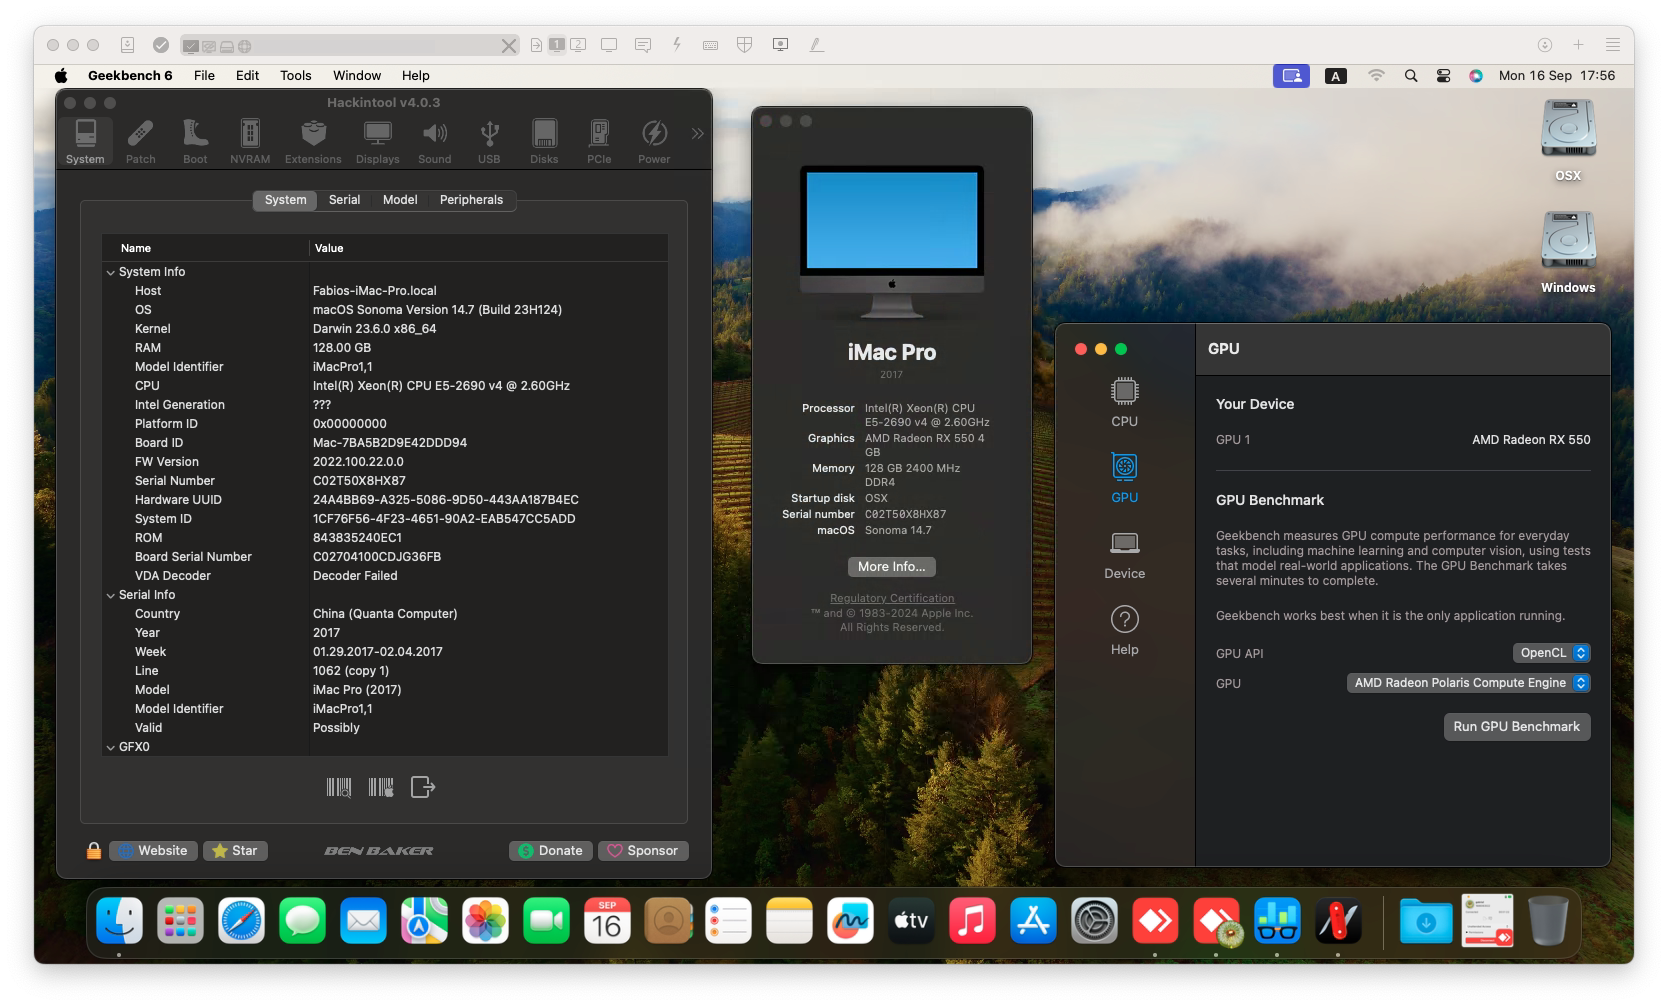 1
2
Geekbench 6 File Edit Tools Window Help
A
Mon 16 Sep 17:56
Hackintool v4.0.3
System Patch Boot NVRAM Extensions Displays Sound USB Disks PCIe Power
System Serial Model Peripherals
Name Value
System Info
Host Fabios-iMac-Pro.local
OS macOS Sonoma Version 14.7 (Build 23H124)
Kernel Darwin 23.6.0 x86_64
RAM 128.00 GB
Model Identifier iMacPro1,1
CPU Intel(R) Xeon(R) CPU E5-2690 v4 @ 2.60GHz
Intel Generation ???
Platform ID 0x00000000
Board ID Mac-7BA5B2D9E42DDD94
FW Version 2022.100.22.0.0
Serial Number C02T50X8HX87
Hardware UUID 24A4BB69-A325-5086-9D50-443AA187B4EC
System ID 1CF76F56-4F23-4651-90A2-EAB547CC5ADD
ROM 843835240EC1
Board Serial Number C02704100CDJG36FB
VDA Decoder Decoder Failed
Serial Info
Country China (Quanta Computer)
Year 2017
Week 01.29.2017-02.04.2017
Line 1062 (copy 1)
Model iMac Pro (2017)
Model Identifier iMacPro1,1
Valid Possibly
GFX0
Website Star BEN BAKER Donate Sponsor
iMac Pro
2017
Processor Intel(R) Xeon(R) CPU
E5-2690 v4 @ 2.60GHz
Graphics AMD Radeon RX 550 4
GB
Memory 128 GB 2400 MHz
DDR4
Startup disk OSX
Serial number C02T50X8HX87
macOS Sonoma 14.7
More Info...
Regulatory Certification
™ and © 1983-2024 Apple Inc.
All Rights Reserved.
OSX
Windows
CPU
GPU
Device
Help
GPU
Your Device
GPU 1 AMD Radeon RX 550
GPU Benchmark
Geekbench measures GPU compute performance for everyday
tasks, including machine learning and computer vision, using tests
that model real-world applications. The GPU Benchmark takes
several minutes to complete.
Geekbench works best when it is the only application running.
GPU API OpenCL
GPU AMD Radeon Polaris Compute Engine
Run GPU Benchmark
SEP
16
tv